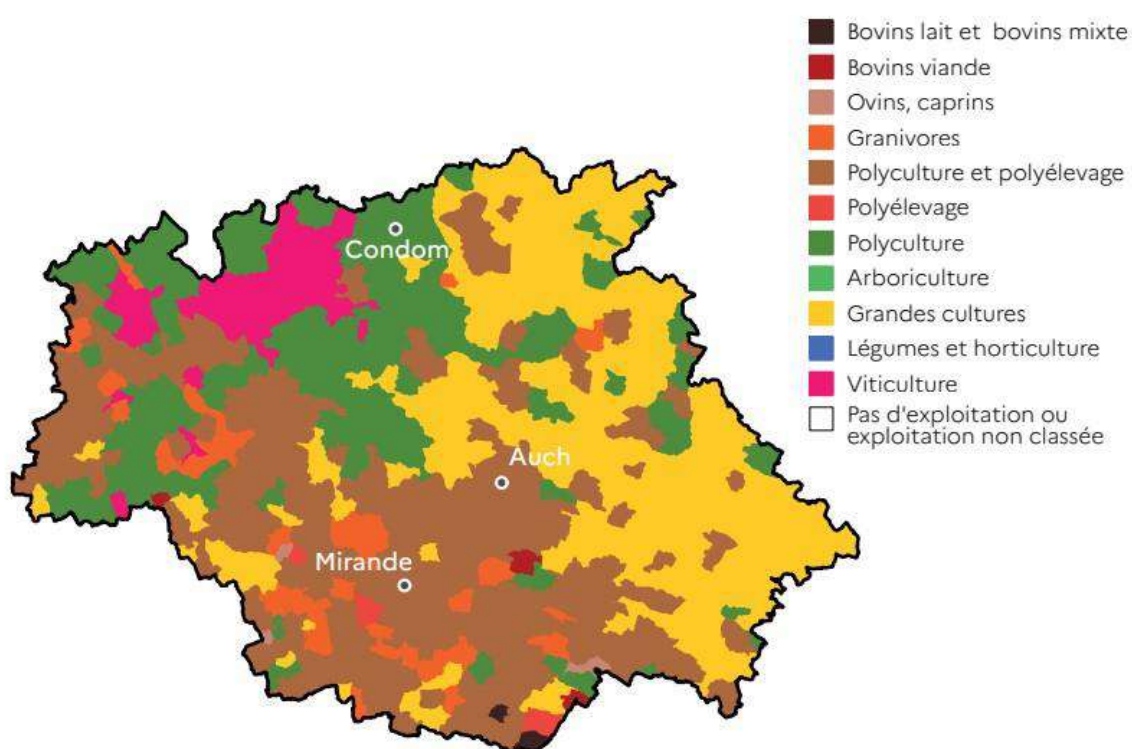 Bovins lait et bovins mixte
Bovins viande
Ovins, caprins
Granivores
Polyculture et polyélevage
Polyélevage
Polyculture
Arboriculture
Grandes cultures
Légumes et horticulture
Viticulture
Pas d'exploitation ou
exploitation non classée
Condom
Auch
Mirande